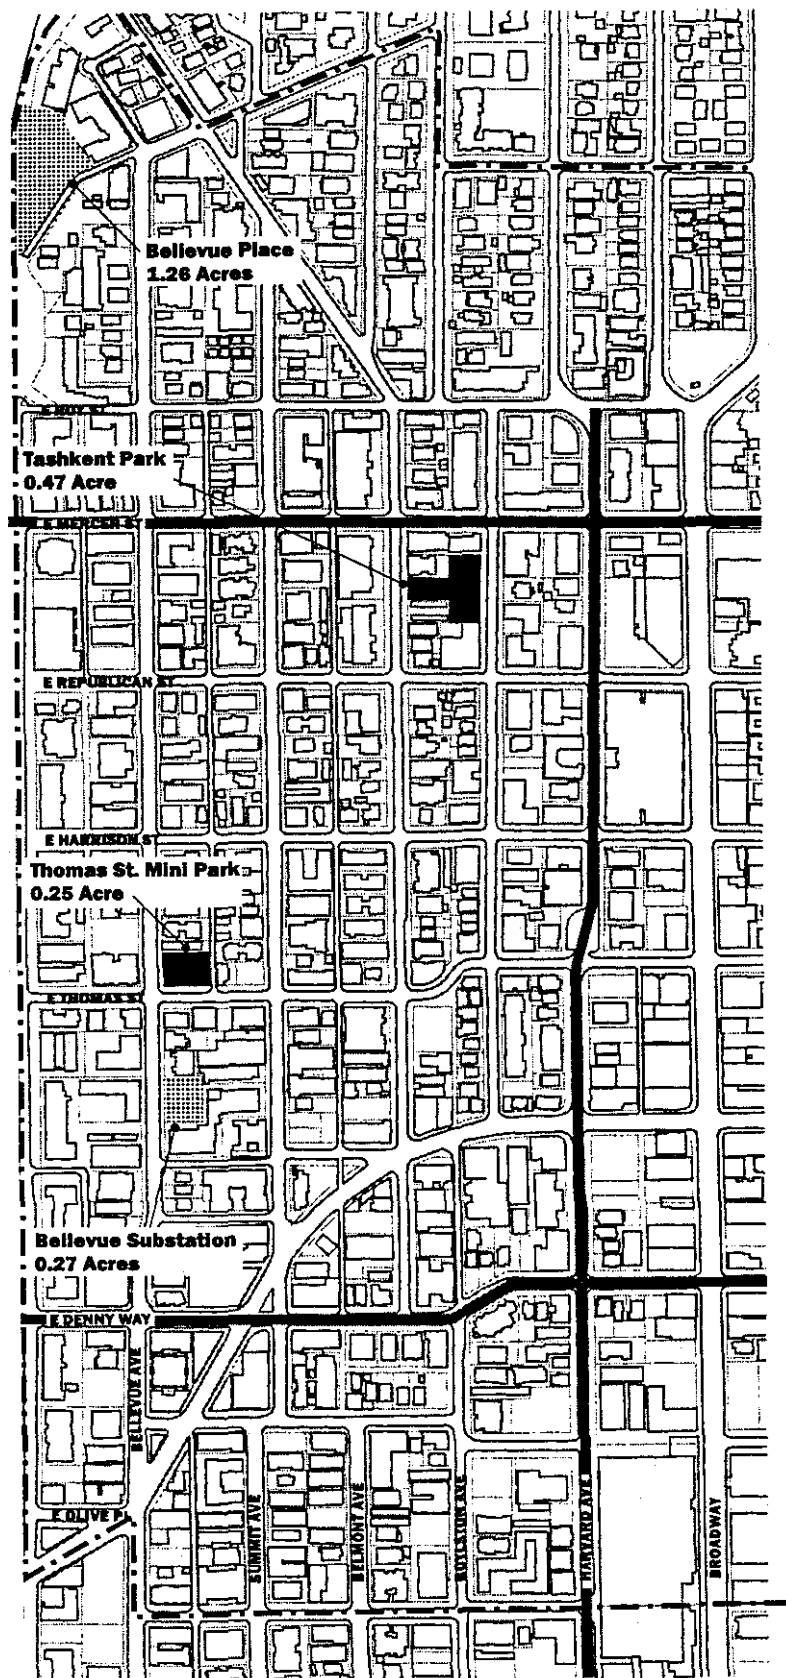 Bellevue Place
1.26 Acres
E ROY ST
Tashkent Park
0.47 Acre
E MERCER ST
E REPUBLICAN ST
E HARRISON ST
Thomas St. Mini Park
0.25 Acre
E THOMAS ST
Bellevue Substation
0.27 Acres
E DENNY WAY
BELLEVUE AVE
E OLIVE PL
SUMMIT AVE
BELMONT AVE
BOYLSTON AVE
HARVARD AVE
BROADWAY